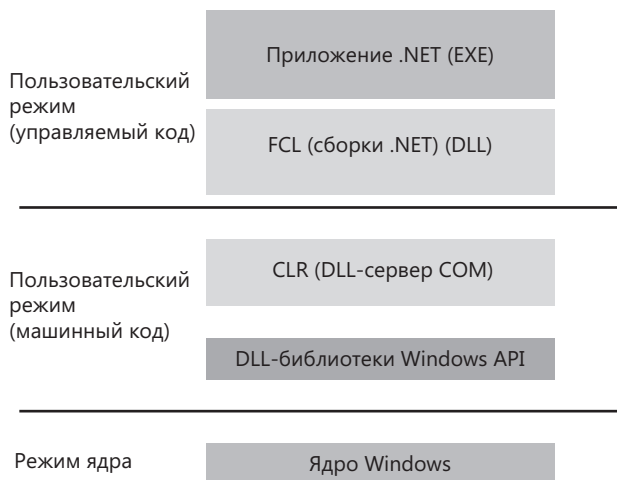 Приложение .NET (EXE)
Пользовательский
режим
(управляемый код)
FCL (сборки .NET) (DLL)
CLR (DLL-сервер COM)
Пользовательский
режим
(машинный код)
DLL-библиотеки Windows API
Режим ядра
Ядро Windows